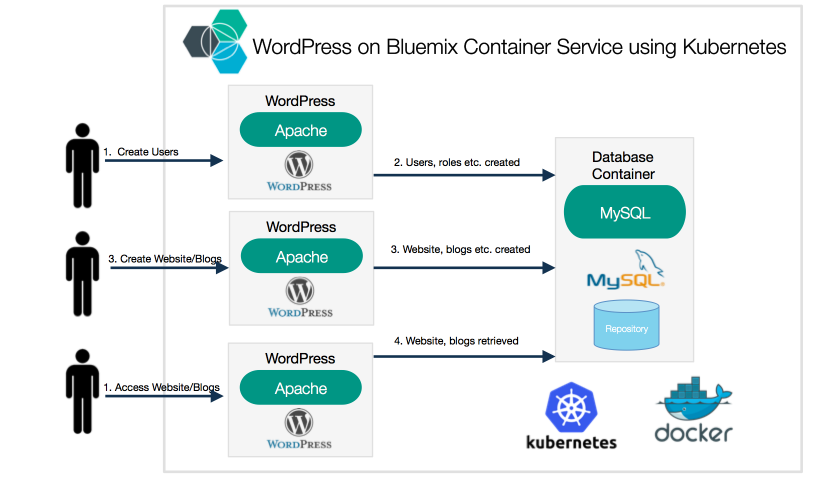 WordPress on Bluemix Container Service using Kubernetes
WordPress
Apache
WORDPRESS
1. Create Users
2. Users, roles etc. created
Database
Container
MySQL
WordPress
Apache
WORDPRESS
3. Create Website/Blogs
3. Website, blogs etc. created
MySQL
Repository
4. Website, blogs retrieved
WordPress
Apache
WORDPRESS
1. Access Website/Blogs
kubernetes
docker